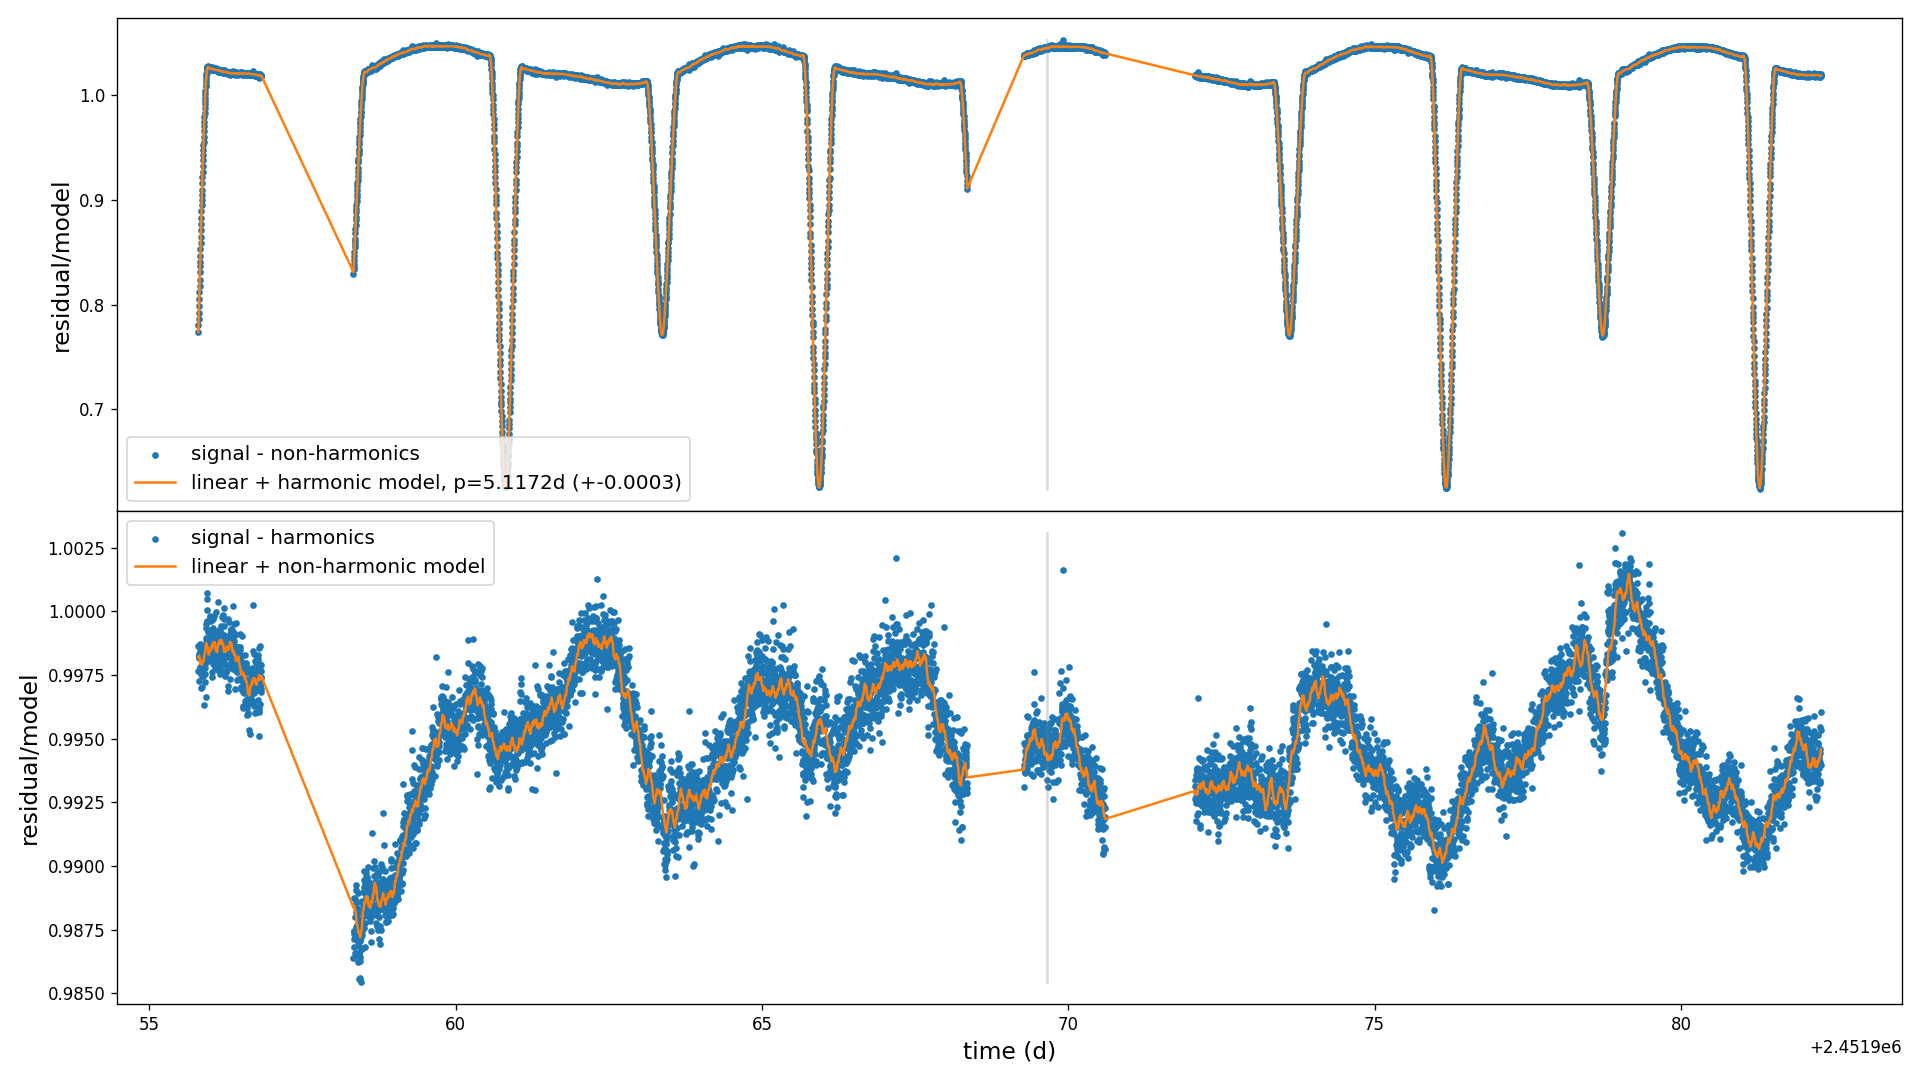 residual/model
1.0
0.9
0.8
0.7
signal - non-harmonics
linear + harmonic model, p=5.1172d (+-0.0003)
residual/model
1.0025
1.0000
0.9975
0.9950
0.9925
0.9900
0.9875
0.9850
signal - harmonics
linear + non-harmonic model
55
60
65
70
75
80
time (d)
+2.4519e6